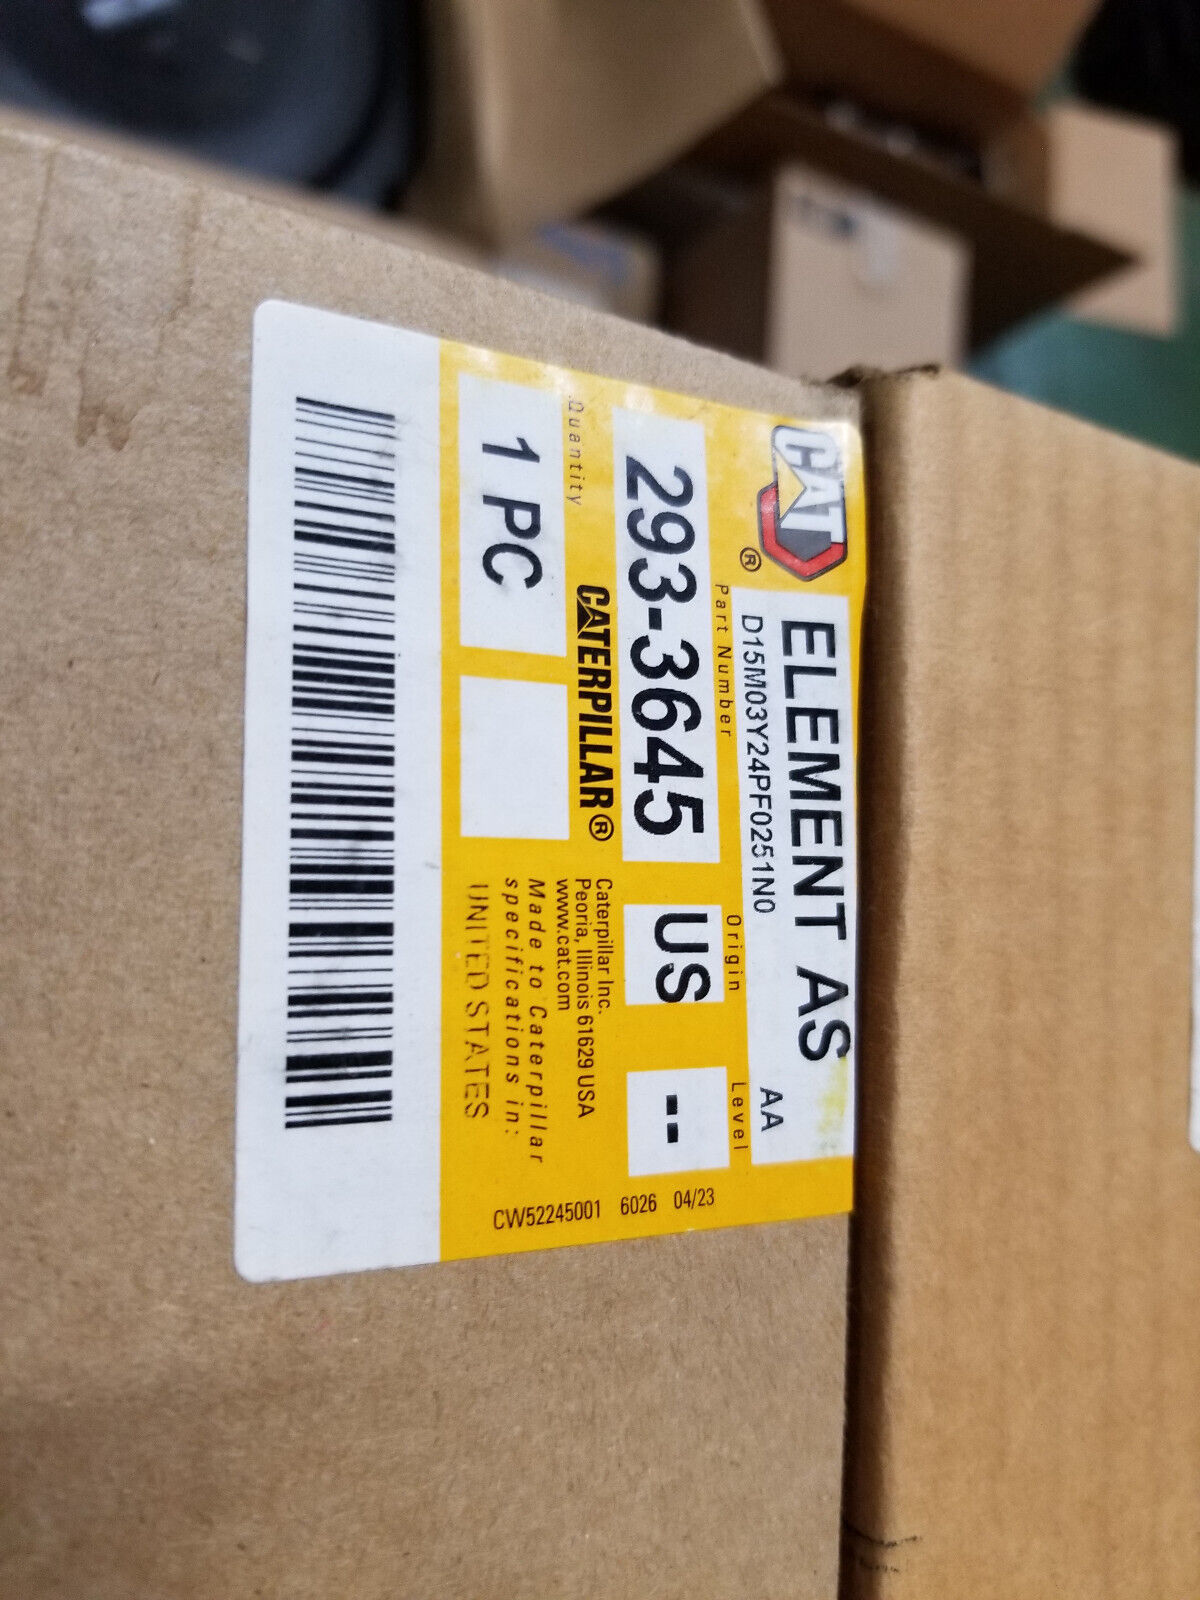 CAT
®
ELEMENT AS
D15M03Y24PF0251N0
AA
Part Number
Origin
Level
293-3645
US
--
Quantity
CATERPILLAR®
1 PC
Caterpillar Inc.
Peoria, Illinois 61629 USA
www.cat.com
Made to Caterpillar
specifications in:
UNITED STATES
CW52245001 6026 04/23